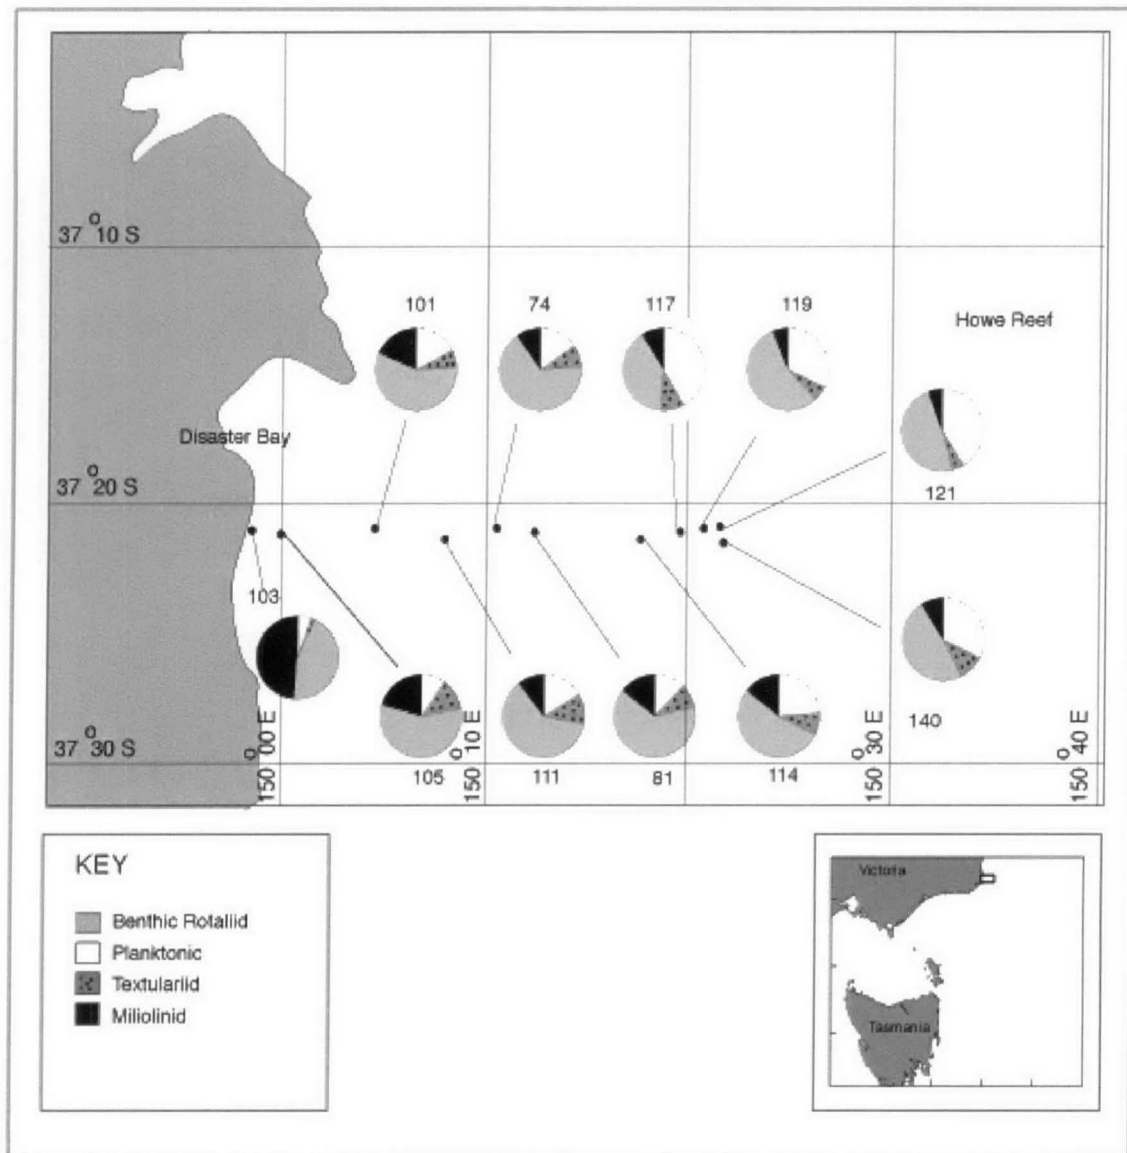 37° 10 S
101
74
117
119
Howe Reef
Disaster Bay
37° 20 S
121
103
140
37° 30 S
150° 00 E
150° 10 E
150° 30 E
150° 40 E
105
111
81
114
KEY
Benthic Rotaliid
Planktonic
Textulariid
Miliolinid
Victoria
Tasmania